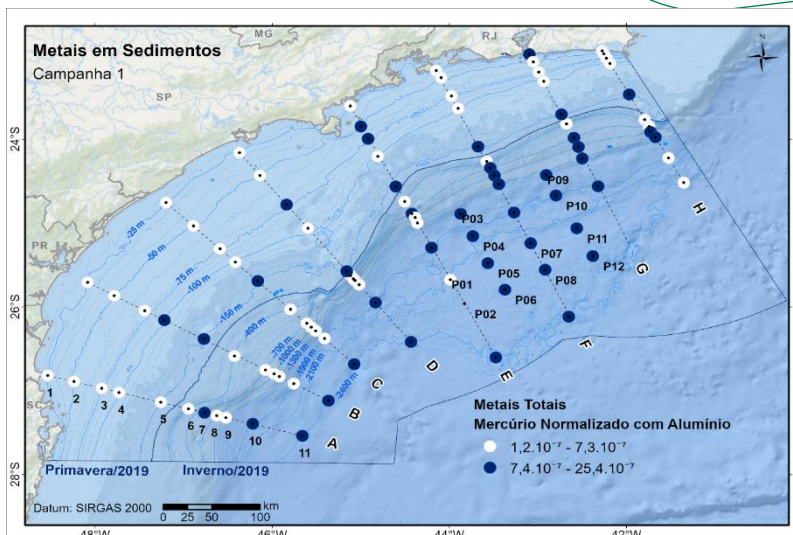 Metais em Sedimentos
Campanha 1
MG
RJ
SP
PR
SC
24°S
26°S
28°S
-25 m
-50 m
-75 m
-100 m
-150 m
-400 m
-700 m
-1000 m
-1300 m
-1900 m
-2100 m
-2400 m
P09
P10
P03
P04
P11
P07
P05
P12
P01
P08
P06
P02
H
G
F
E
D
C
B
A
1
2
3
4
5
6
7
8
9
10
11
Metais Totais
Mercúrio Normalizado com Alumínio
1,2.10⁻⁷ - 7,3.10⁻⁷
7,4.10⁻⁷ - 25,4.10⁻⁷
Primavera/2019
Inverno/2019
Datum: SIRGAS 2000
km
0 25 50 100
48°W
46°W
44°W
42°W